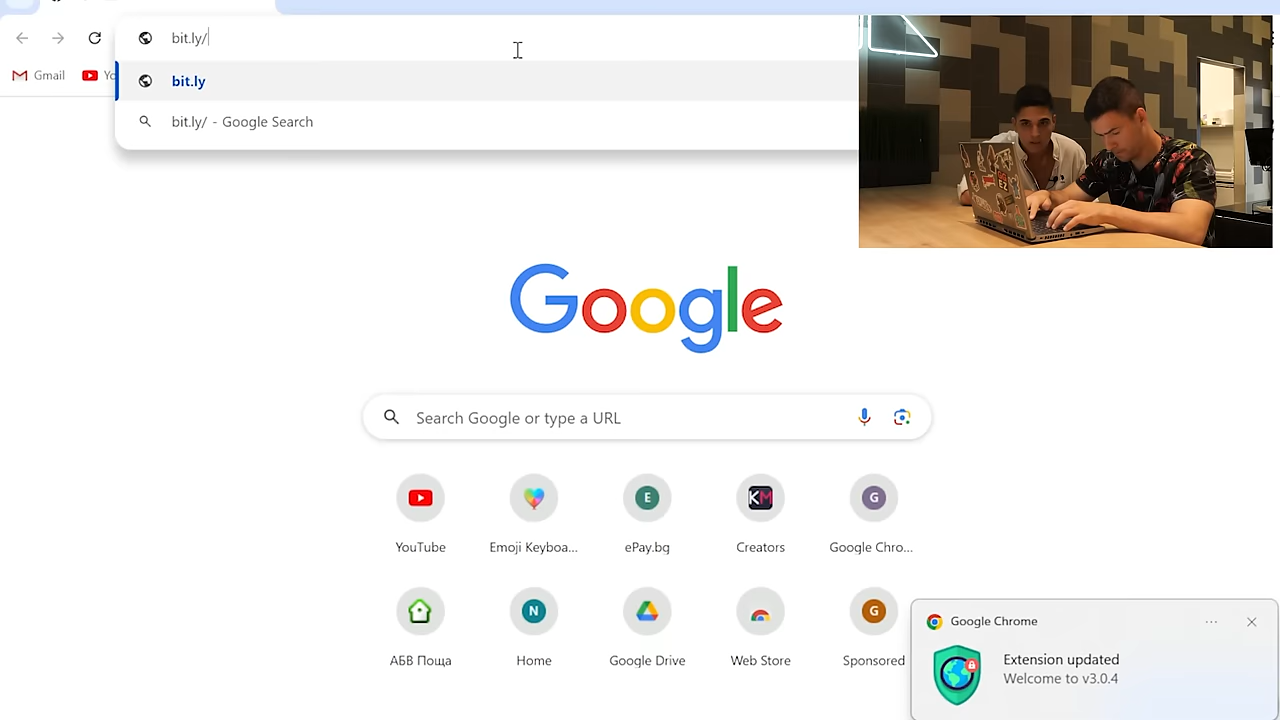 bit.ly/
Gmail
Yo
bit.ly
bit.ly/ - Google Search
Google
Search Google or type a URL
E
KM
G
YouTube
Emoji Keyboa...
ePay.bg
Creators
Google Chro...
N
G
АБВ Поща
Home
Google Drive
Web Store
Sponsored
Google Chrome
Extension updated
Welcome to v3.0.4